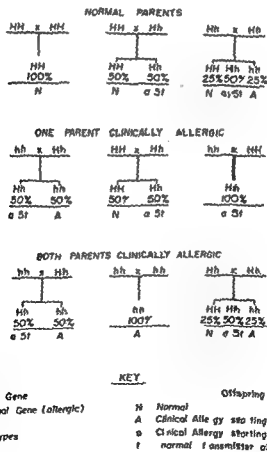 NORMAL PARENTS
HH x HH HH x Hh Hh x Hh
HH HH Hh HH Hh hh
100% 50% 50% 25% 50% 25%
N N a St N a St A
ONE PARENT CLINICALLY ALLERGIC
hh x Hh HH x Hh hh x HH
Hh hh HH Hh Hh
50% 50% 50% 50% 100%
a St A N a St a St
BOTH PARENTS CLINICALLY ALLERGIC
hh x Hh hh x hh Hh x Hh
Hh hh hh HH Hh hh
50% 50% 100% 25% 50% 25%
a St A A N a St A
KEY
Gene Offspring
Gene (allergic) N Normal
A Clinical Allergy starting
ypes a Clinical Allergy starting
t normal